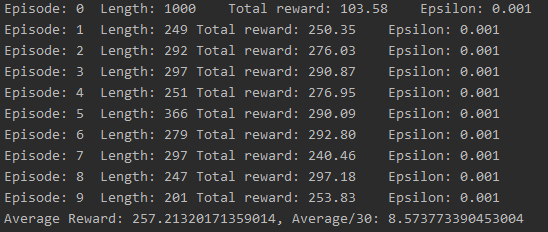 Episode: 0 Length: 1000 Total reward: 103.58 Epsilon: 0.001
Episode: 1 Length: 249 Total reward: 250.35 Epsilon: 0.001
Episode: 2 Length: 292 Total reward: 276.03 Epsilon: 0.001
Episode: 3 Length: 297 Total reward: 290.87 Epsilon: 0.001
Episode: 4 Length: 251 Total reward: 276.95 Epsilon: 0.001
Episode: 5 Length: 366 Total reward: 290.09 Epsilon: 0.001
Episode: 6 Length: 279 Total reward: 292.80 Epsilon: 0.001
Episode: 7 Length: 297 Total reward: 240.46 Epsilon: 0.001
Episode: 8 Length: 247 Total reward: 297.18 Epsilon: 0.001
Episode: 9 Length: 201 Total reward: 253.83 Epsilon: 0.001
Average Reward: 257.21320171359014, Average/30: 8.573773390453004